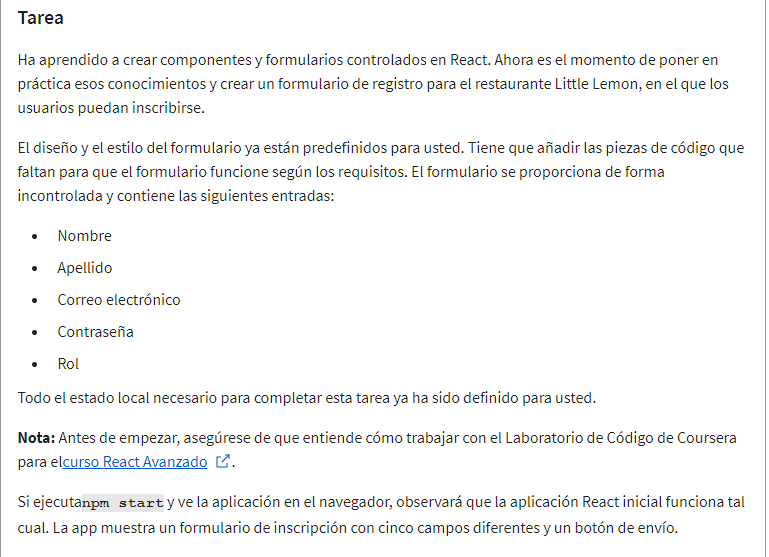 Tarea
Ha aprendido a crear componentes y formularios controlados en React. Ahora es el momento de poner en
práctica esos conocimientos y crear un formulario de registro para el restaurante Little Lemon, en el que los
usuarios puedan inscribirse.
El diseño y el estilo del formulario ya están predefinidos para usted. Tiene que añadir las piezas de código que
faltan para que el formulario funcione según los requisitos. El formulario se proporciona de forma
incontrolada y contiene las siguientes entradas:
• Nombre
• Apellido
• Correo electrónico
• Contraseña
• Rol
Todo el estado local necesario para completar esta tarea ya ha sido definido para usted.
Nota: Antes de empezar, asegúrese de que entiende cómo trabajar con el Laboratorio de Código de Coursera
para elcurso React Avanzado .
Si ejecutanpm start y ve la aplicación en el navegador, observará que la aplicación React inicial funciona tal
cual. La app muestra un formulario de inscripción con cinco campos diferentes y un botón de envío.